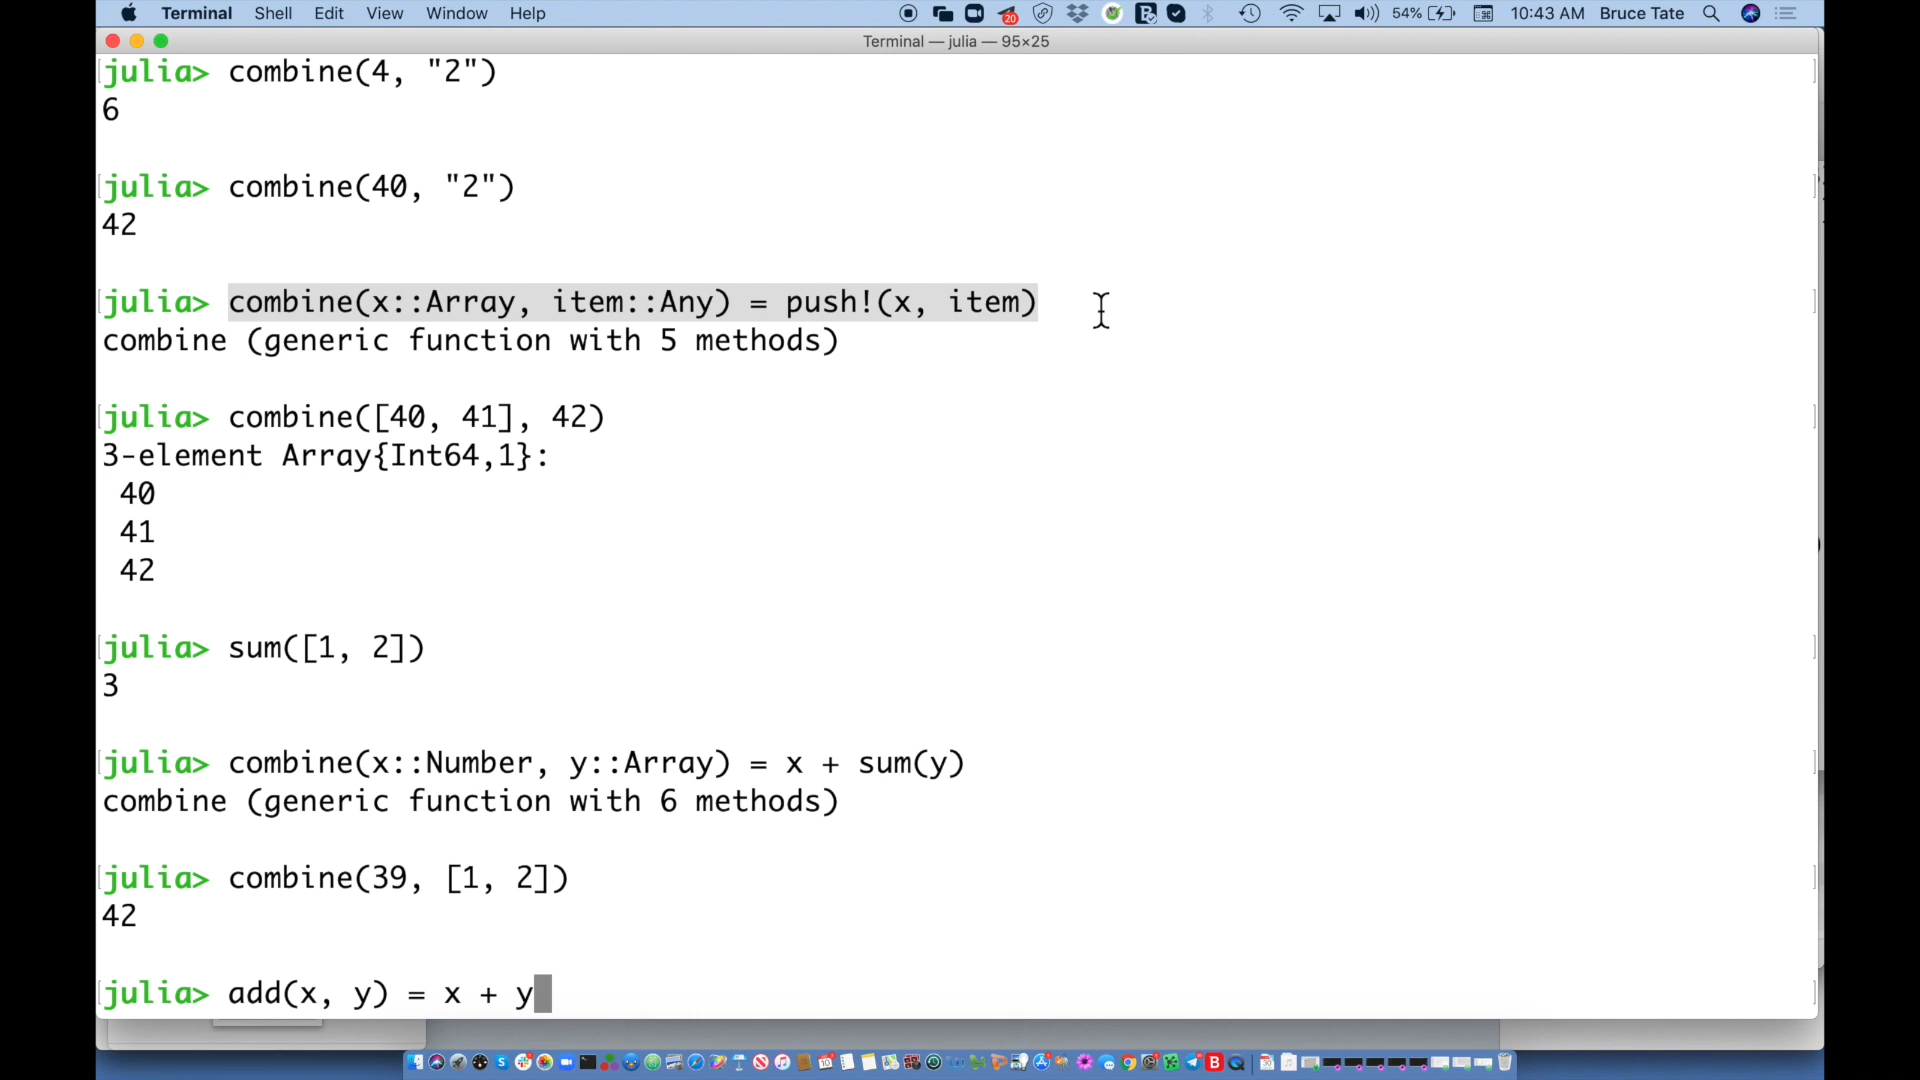 Terminal Shell Edit View Window Help 20 54% 10:43 AM Bruce Tate
Terminal — julia — 95×25
julia> combine(4, "2")
6
julia> combine(40, "2")
42
julia> combine(x::Array, item::Any) = push!(x, item)
combine (generic function with 5 methods)
julia> combine([40, 41], 42)
3-element Array{Int64,1}:
40
41
42
julia> sum([1, 2])
3
julia> combine(x::Number, y::Array) = x + sum(y)
combine (generic function with 6 methods)
julia> combine(39, [1, 2])
42
julia> add(x, y) = x + y